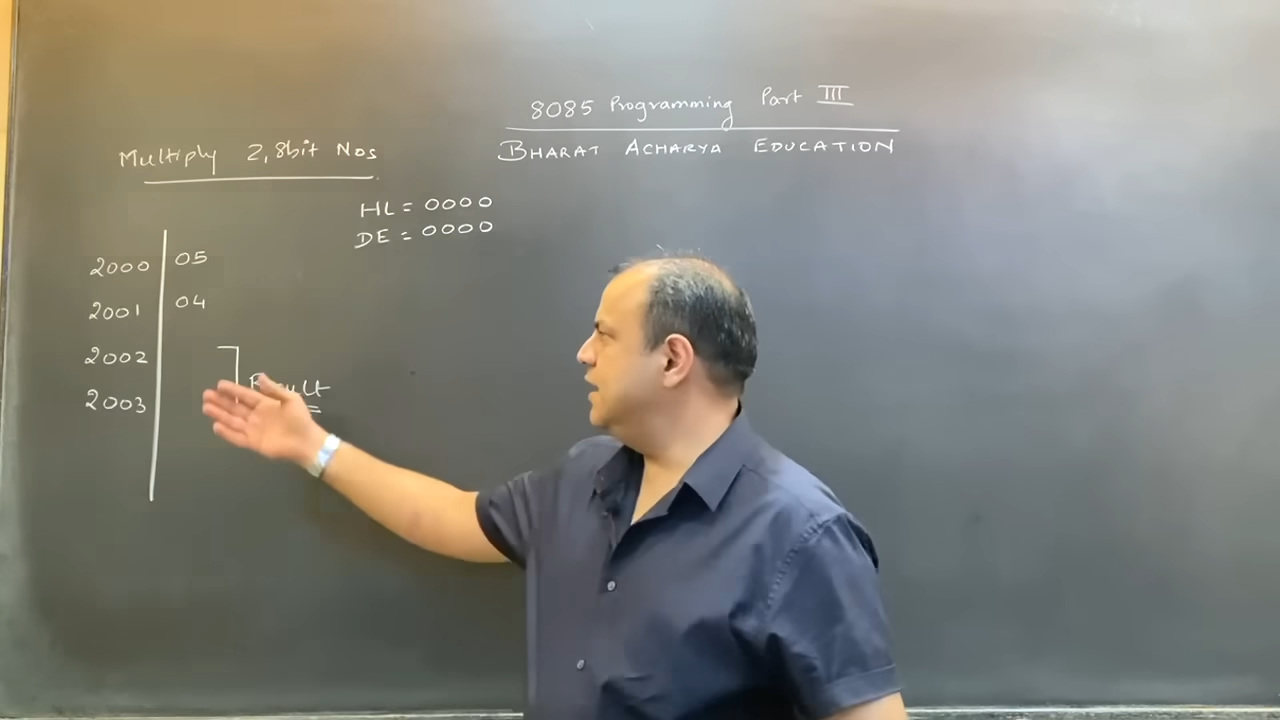 8085 Programming Part III
BHARAT ACHARYA EDUCATION
Multiply 2, 8bit Nos
HL = 0000
DE = 0000
2000 05
2001 04
2002
2003